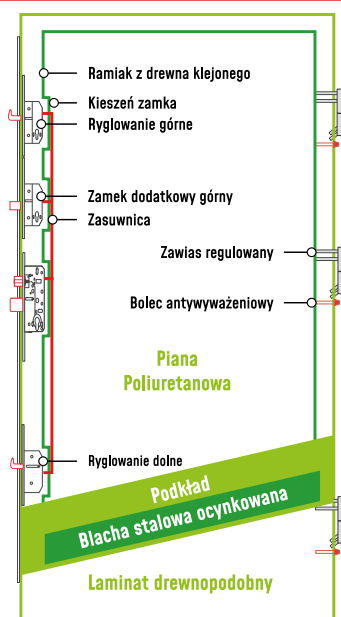 Ramiak z drewna klejonego
Kieszeń zamka
Ryglowanie górne
Zamek dodatkowy górny
Zasuwnica
Zawias regulowany
Bolec antywyważeniowy
Piana
Poliuretanowa
Ryglowanie dolne
Podkład
Blacha stalowa ocynkowana
Laminat drewnopodobny